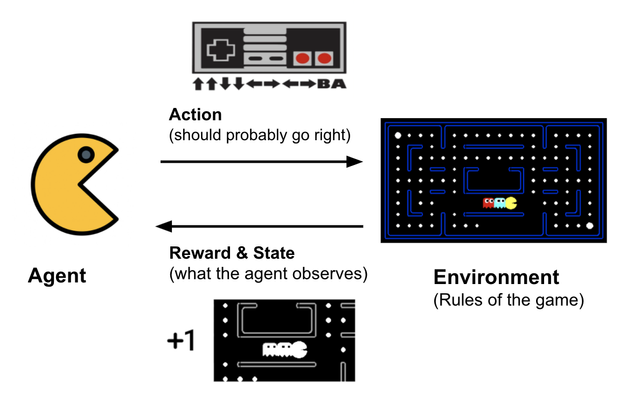 ↑↑↓↓←→←→BA
Action
(should probably go right)
Agent
Reward & State
(what the agent observes)
Environment
(Rules of the game)
+1